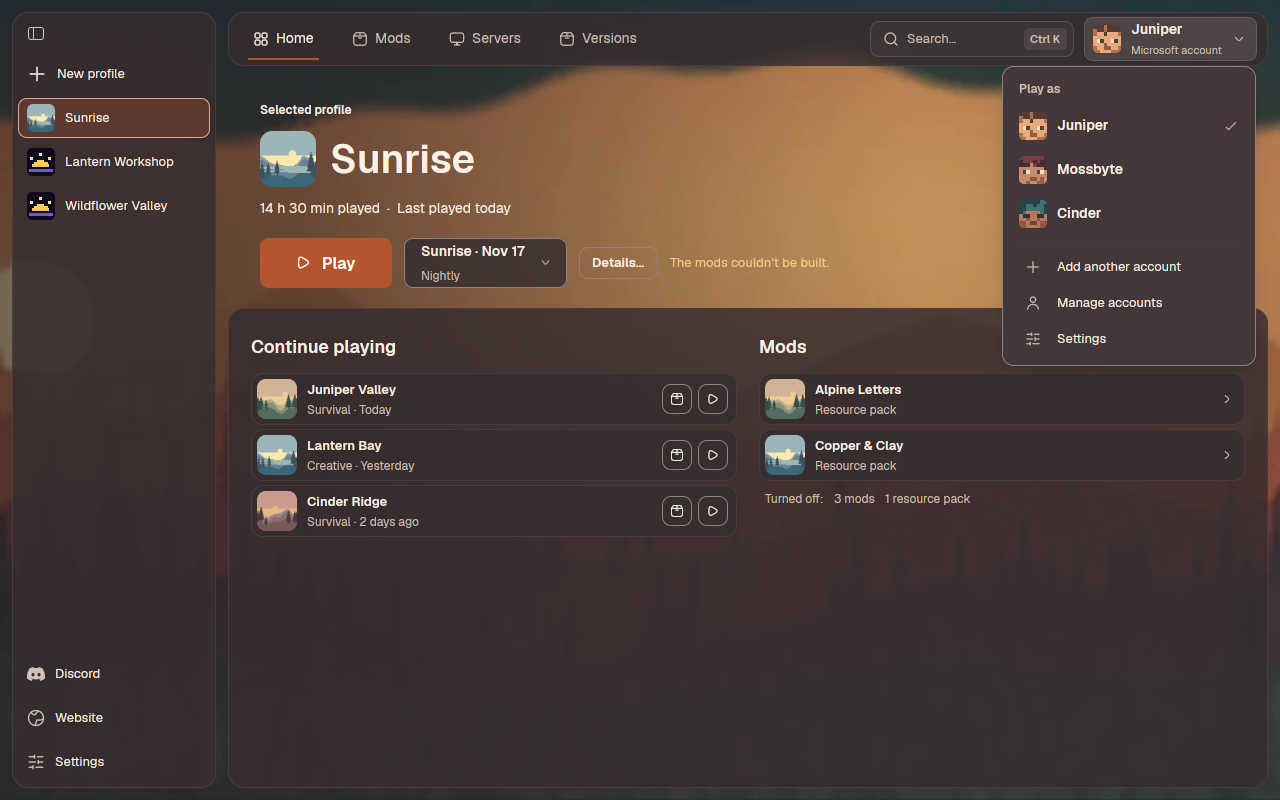 New profile
Sunrise
Lantern Workshop
Wildflower Valley
Discord
Website
Settings
Home
Mods
Servers
Versions
Search...
Ctrl K
Juniper
Microsoft account
Play as
Juniper
Mossbyte
Cinder
Add another account
Manage accounts
Settings
Selected profile
Sunrise
14 h 30 min played · Last played today
Play
Sunrise · Nov 17
Nightly
Details...
The mods couldn't be built.
Continue playing
Juniper Valley
Survival · Today
Lantern Bay
Creative · Yesterday
Cinder Ridge
Survival · 2 days ago
Mods
Alpine Letters
Resource pack
Copper & Clay
Resource pack
Turned off: 3 mods 1 resource pack